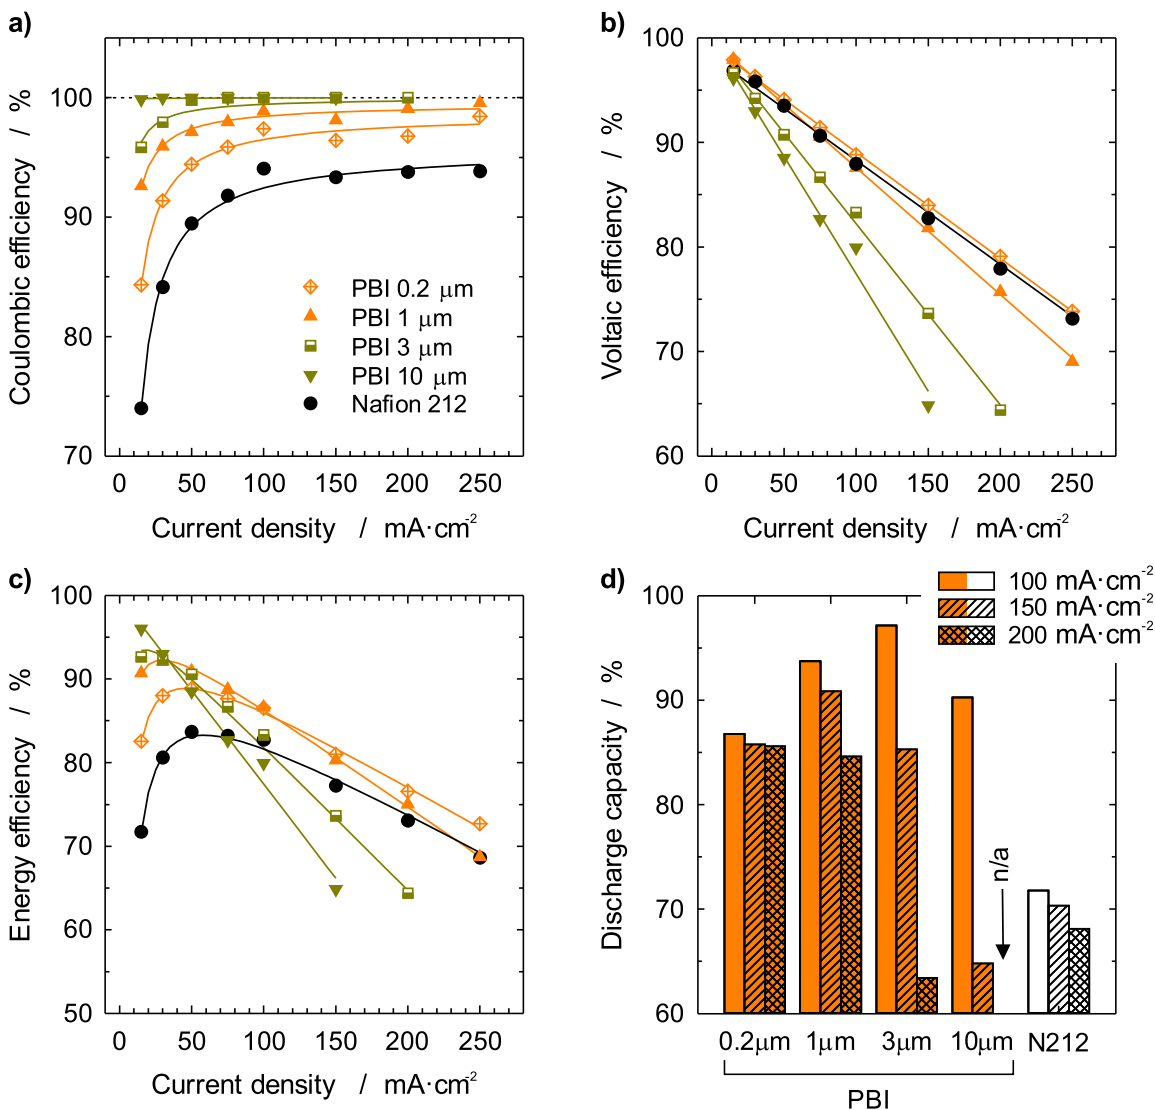 a)
Coulombic efficiency / %
100
90
80
70
PBI 0.2 μm
PBI 1 μm
PBI 3 μm
PBI 10 μm
Nafion 212
0 50 100 150 200 250
Current density / mA·cm-2
b)
Voltaic efficiency / %
100
90
80
70
60
0 50 100 150 200 250
Current density / mA·cm-2
c)
Energy efficiency / %
100
90
80
70
60
50
0 50 100 150 200 250
Current density / mA·cm-2
d)
100 mA·cm-2
150 mA·cm-2
200 mA·cm-2
Discharge capacity / %
100
90
80
70
60
n/a
0.2μm 1μm 3μm 10μm N212
PBI